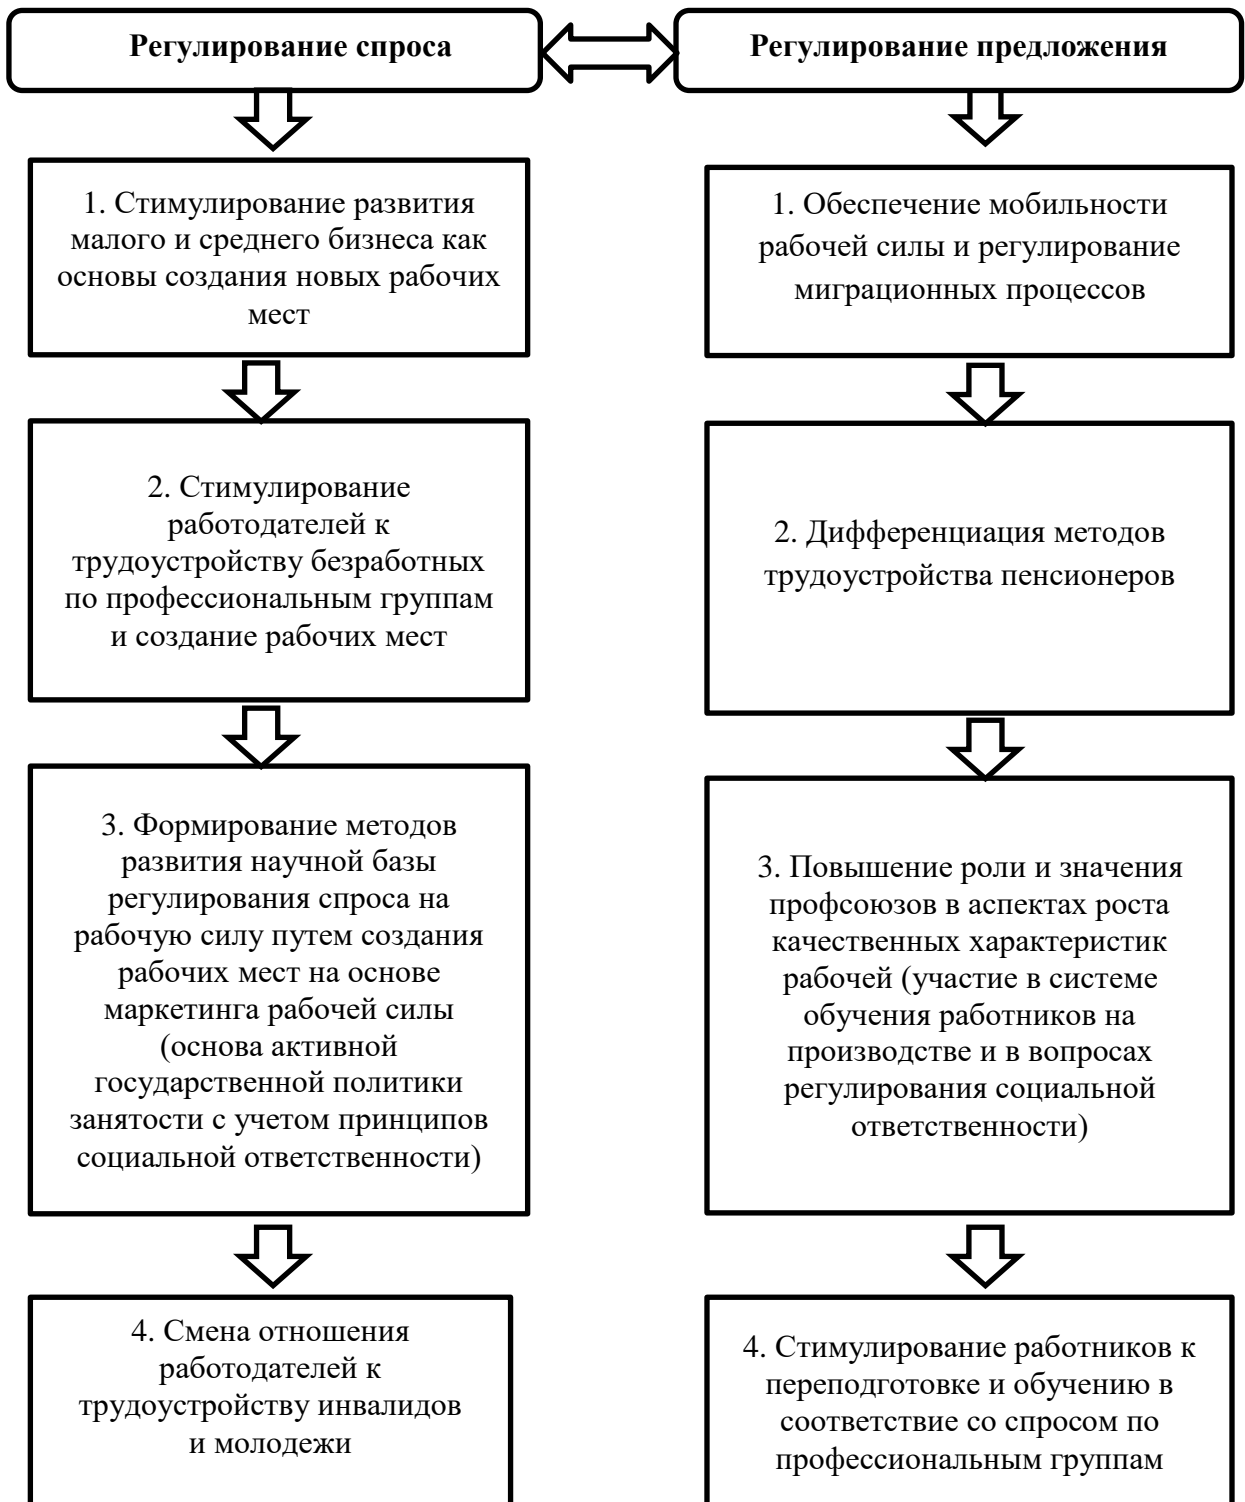 Регулирование спроса
Регулирование предложения
1. Стимулирование развития
малого и среднего бизнеса как
основы создания новых рабочих
мест
2. Стимулирование
работодателей к
трудоустройству безработных
по профессиональным группам
и создание рабочих мест
3. Формирование методов
развития научной базы
регулирования спроса на
рабочую силу путем создания
рабочих мест на основе
маркетинга рабочей силы
(основа активной
государственной политики
занятости с учетом принципов
социальной ответственности)
4. Смена отношения
работодателей к
трудоустройству инвалидов
и молодежи
1. Обеспечение мобильности
рабочей силы и регулирование
миграционных процессов
2. Дифференциация методов
трудоустройства пенсионеров
3. Повышение роли и значения
профсоюзов в аспектах роста
качественных характеристик
рабочей (участие в системе
обучения работников на
производстве и в вопросах
регулирования социальной
ответственности)
4. Стимулирование работников к
переподготовке и обучению в
соответствие со спросом по
профессиональным группам